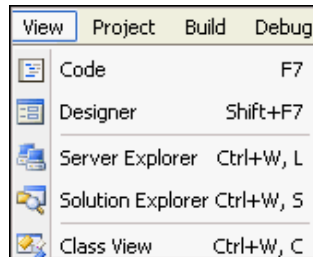 View Project Build Debug
Code F7
Designer Shift+F7
Server Explorer Ctrl+W, L
Solution Explorer Ctrl+W, S
Class View Ctrl+W, C